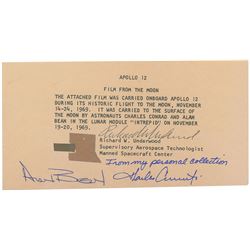 APOLLO 12
FILM FROM THE MOON
THE ATTACHED FILM WAS CARRIED ONBOARD APOLLO 12
DURING ITS HISTORIC FLIGHT TO THE MOON, NOVEMBER
14-24, 1969. IT WAS CARRIED TO THE SURFACE OF
THE MOON BY ASTRONAUTS CHARLES CONRAD AND ALAN
BEAN IN THE LUNAR MODULE "INTREPID" ON NOVEMBER
19-20, 1969.
Richard Underwood
Richard W. Underwood
Supervisory Aerospace Technologist
Manned Spacecraft Center
From my personal collection
Alan Bean Charles Conrad Jr.